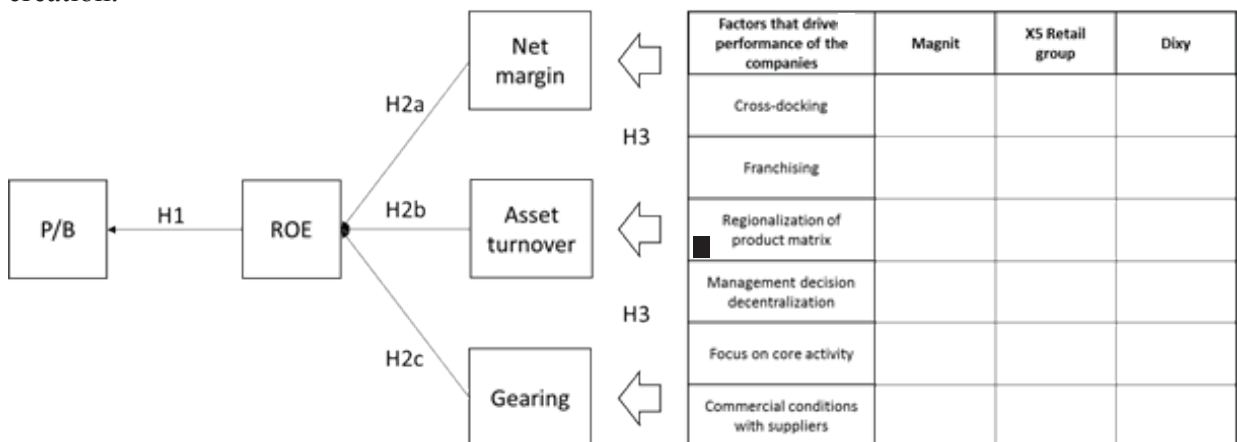 creation.
Net
margin
H2a
P/B
H1
ROE
H2b
Asset
turnover
H2c
Gearing
H3
H3
Factors that drive
performance of the
companies
Magnit
X5 Retail
group
Dixy
Cross-docking
Franchising
Regionalization of
product matrix
Management decision
decentralization
Focus on core activity
Commercial conditions
with suppliers